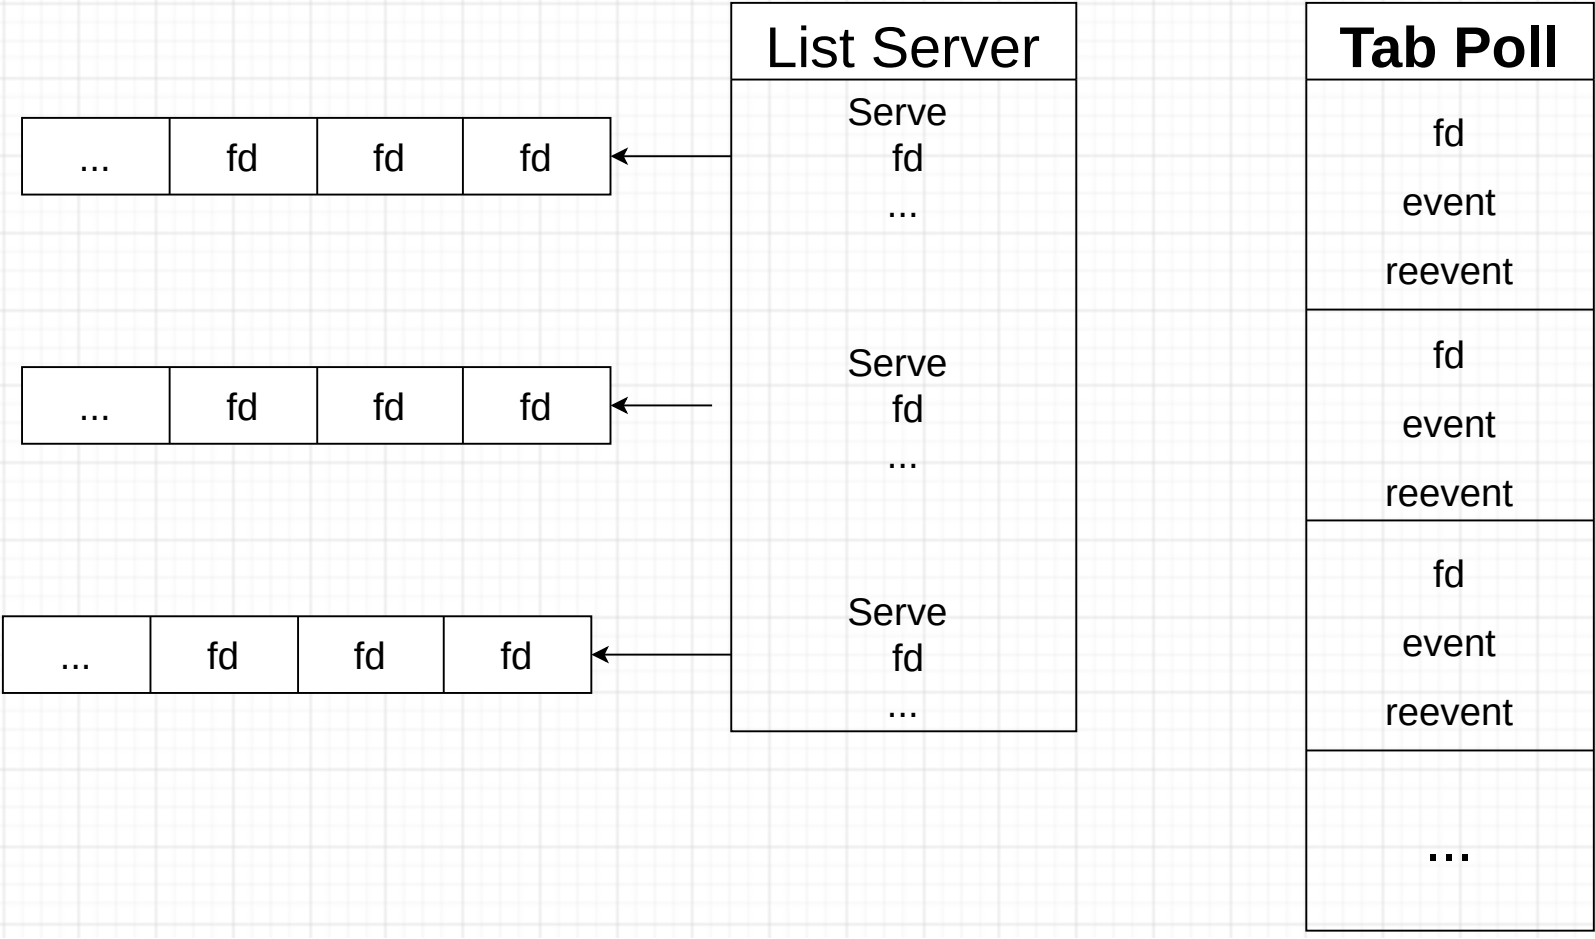 List Server
Tab Poll
... fd fd fd
Serve
fd
...
fd
event
reevent
... fd fd fd
Serve
fd
...
fd
event
reevent
... fd fd fd
Serve
fd
...
fd
event
reevent
...